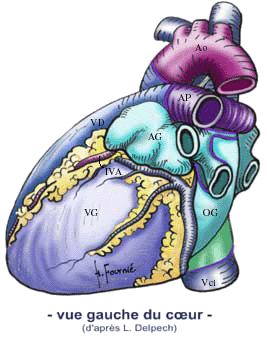 Ao
AP
VD
AG
IVA
VG
OG
A. Fournié
Vci
- vue gauche du cœur -
(d'après L. Delpech)